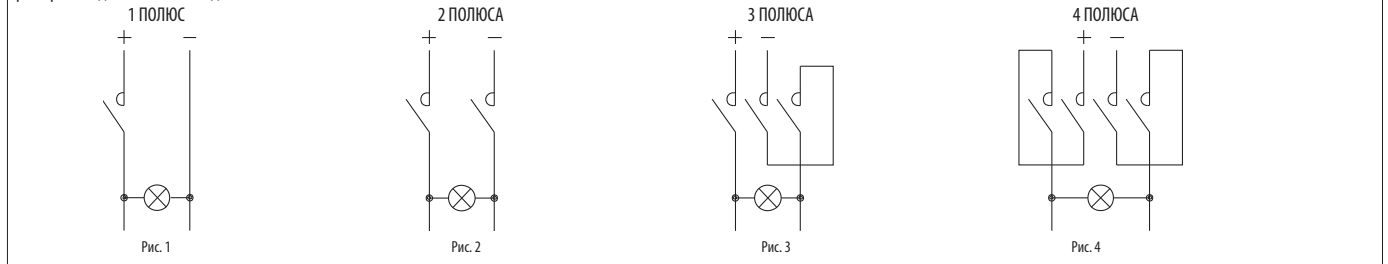 1 ПОЛЮС
2 ПОЛЮСА
3 ПОЛЮСА
4 ПОЛЮСА
+ –
+ –
+ –
+ –
Рис. 1
Рис. 2
Рис. 3
Рис. 4